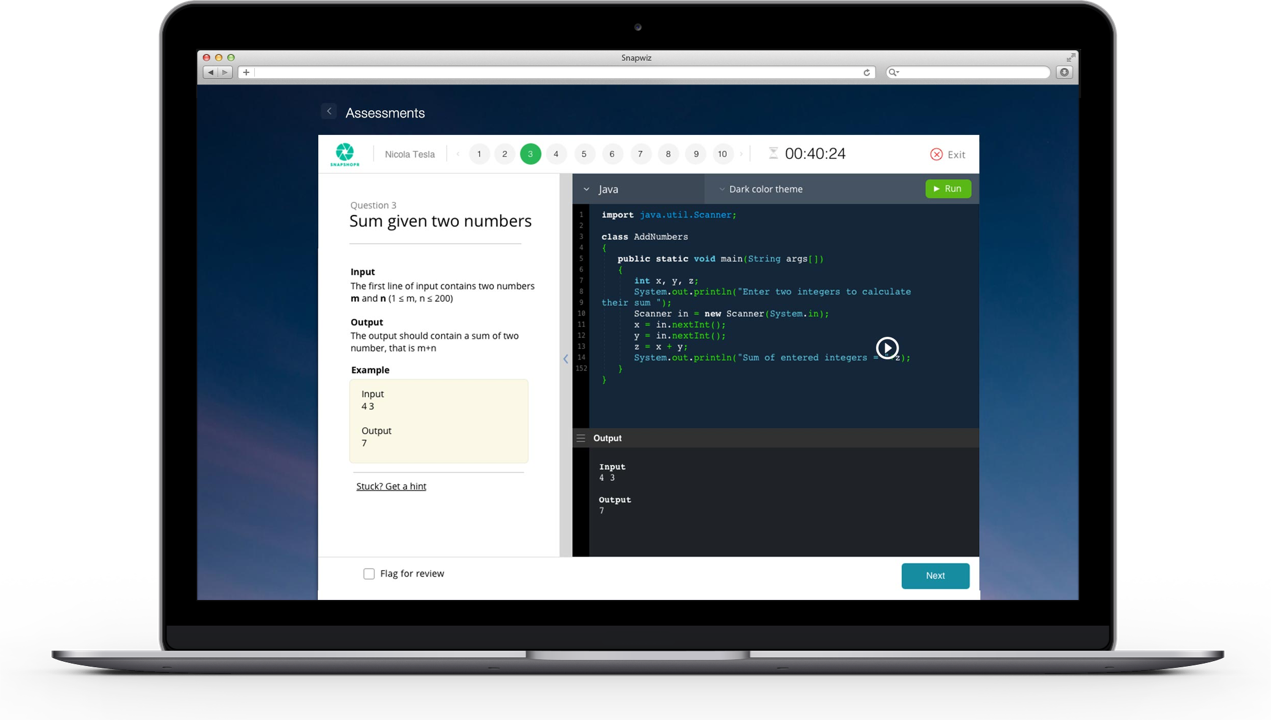 Snapwiz
Assessments
SNAPSHOPR
Nicola Tesla
1 2 3 4 5 6 7 8 9 10
00:40:24
Exit
Question 3
Sum given two numbers
Input
The first line of input contains two numbers
m and n (1 ≤ m, n ≤ 200)
Output
The output should contain a sum of two
number, that is m+n
Example
Input
4 3
Output
7
Stuck? Get a hint
Java
Dark color theme
Run
1 import java.util.Scanner;
2
3 class AddNumbers
4 {
5 public static void main(String args[])
6 {
7 int x, y, z;
8 System.out.println("Enter two integers to calculate
9 their sum ");
10 Scanner in = new Scanner(System.in);
11 x = in.nextInt();
12 y = in.nextInt();
13 z = x + y;
14 System.out.println("Sum of entered integers = z);
152 }
}
Output
Input
4 3
Output
7
Flag for review
Next